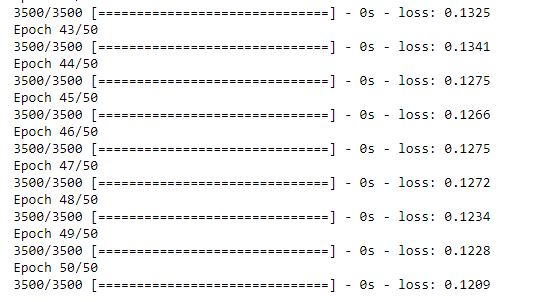 3500/3500 [==============================] - 0s - loss: 0.1325
Epoch 43/50
3500/3500 [==============================] - 0s - loss: 0.1341
Epoch 44/50
3500/3500 [==============================] - 0s - loss: 0.1275
Epoch 45/50
3500/3500 [==============================] - 0s - loss: 0.1266
Epoch 46/50
3500/3500 [==============================] - 0s - loss: 0.1275
Epoch 47/50
3500/3500 [==============================] - 0s - loss: 0.1272
Epoch 48/50
3500/3500 [==============================] - 0s - loss: 0.1234
Epoch 49/50
3500/3500 [==============================] - 0s - loss: 0.1228
Epoch 50/50
3500/3500 [==============================] - 0s - loss: 0.1209